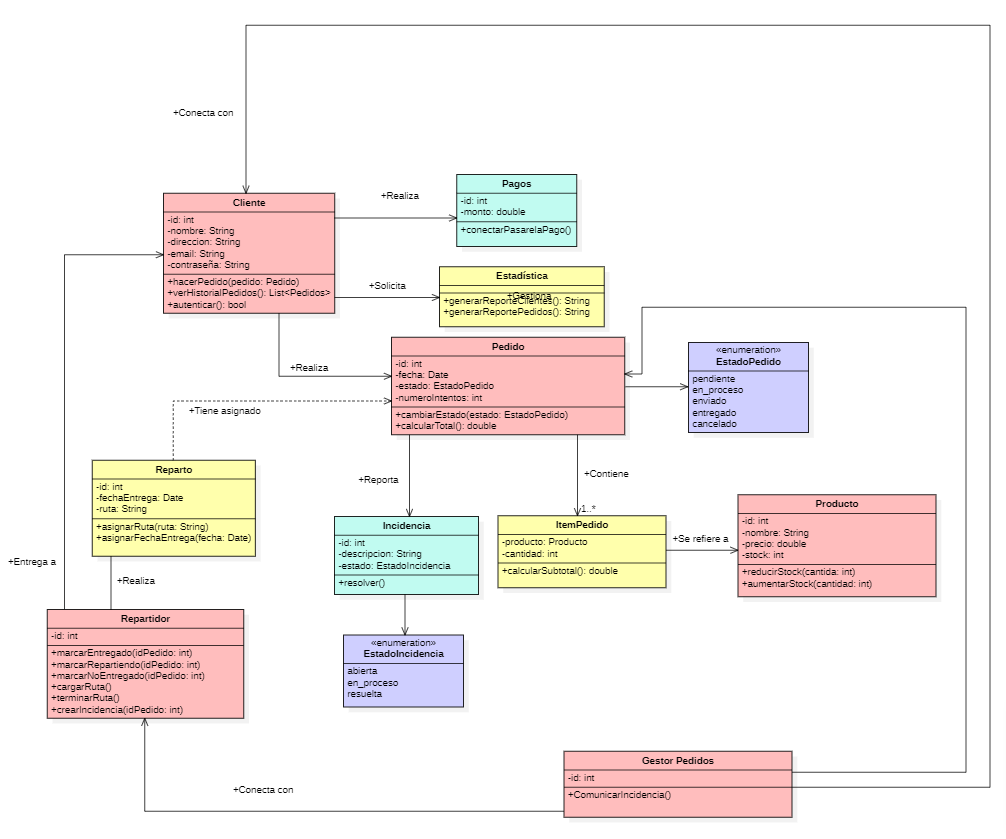 +Conecta con
Pagos
-id: int
-monto: double
+conectarPasarelaPago()
+Realiza
Cliente
-id: int
-nombre: String
-direccion: String
-email: String
-contraseña: String
+hacerPedido(pedido: Pedido)
+verHistorialPedidos(): List<Pedidos>
+autenticar(): bool
+Solicita
Estadística
+Gestiona
+generarReporteClientes(): String
+generarReportePedidos(): String
+Realiza
Pedido
-id: int
-fecha: Date
-estado: EstadoPedido
-numeroIntentos: int
+cambiarEstado(estado: EstadoPedido)
+calcularTotal(): double
«enumeration»
EstadoPedido
pendiente
en_proceso
enviado
entregado
cancelado
+Tiene asignado
Reparto
-id: int
-fechaEntrega: Date
-ruta: String
+asignarRuta(ruta: String)
+asignarFechaEntrega(fecha: Date)
+Reporta
+Contiene
1..*
Incidencia
-id: int
-descripcion: String
-estado: EstadoIncidencia
+resolver()
ItemPedido
-producto: Producto
-cantidad: int
+calcularSubtotal(): double
+Se refiere a
Producto
-id: int
-nombre: String
-precio: double
-stock: int
+reducirStock(cantida: int)
+aumentarStock(cantidad: int)
+Entrega a
+Realiza
Repartidor
-id: int
+marcarEntregado(idPedido: int)
+marcarRepartiendo(idPedido: int)
+marcarNoEntregado(idPedido: int)
+cargarRuta()
+terminarRuta()
+crearIncidencia(idPedido: int)
«enumeration»
EstadoIncidencia
abierta
en_proceso
resuelta
+Conecta con
Gestor Pedidos
-id: int
+ComunicarIncidencia()